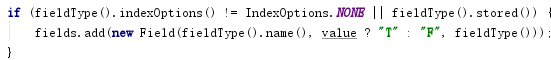 if (fieldType().indexOptions() != IndexOptions.NONE || fieldType().stored()) {
    fields.add(new Field(fieldType().name(), value ? "T" : "F", fieldType()));
}